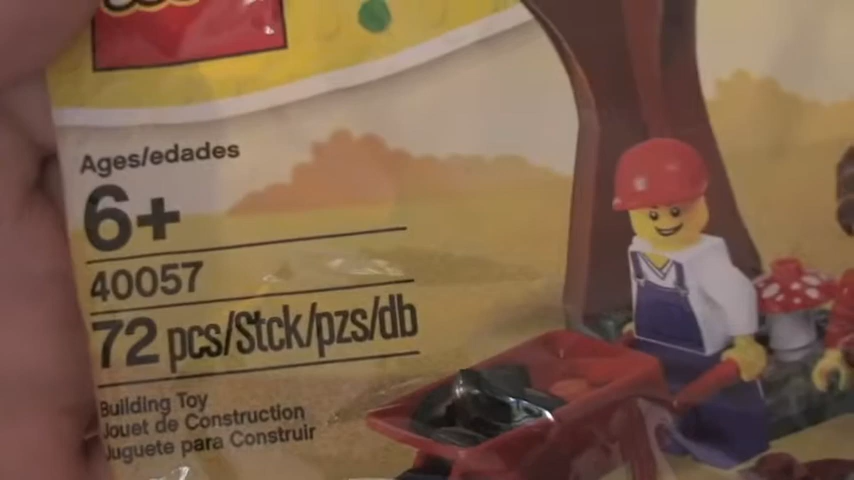 Ages/edades
6+
40057
72 pcs/Stck/pzs/db
Building Toy
Jouet de Construction
Juguete para Construir